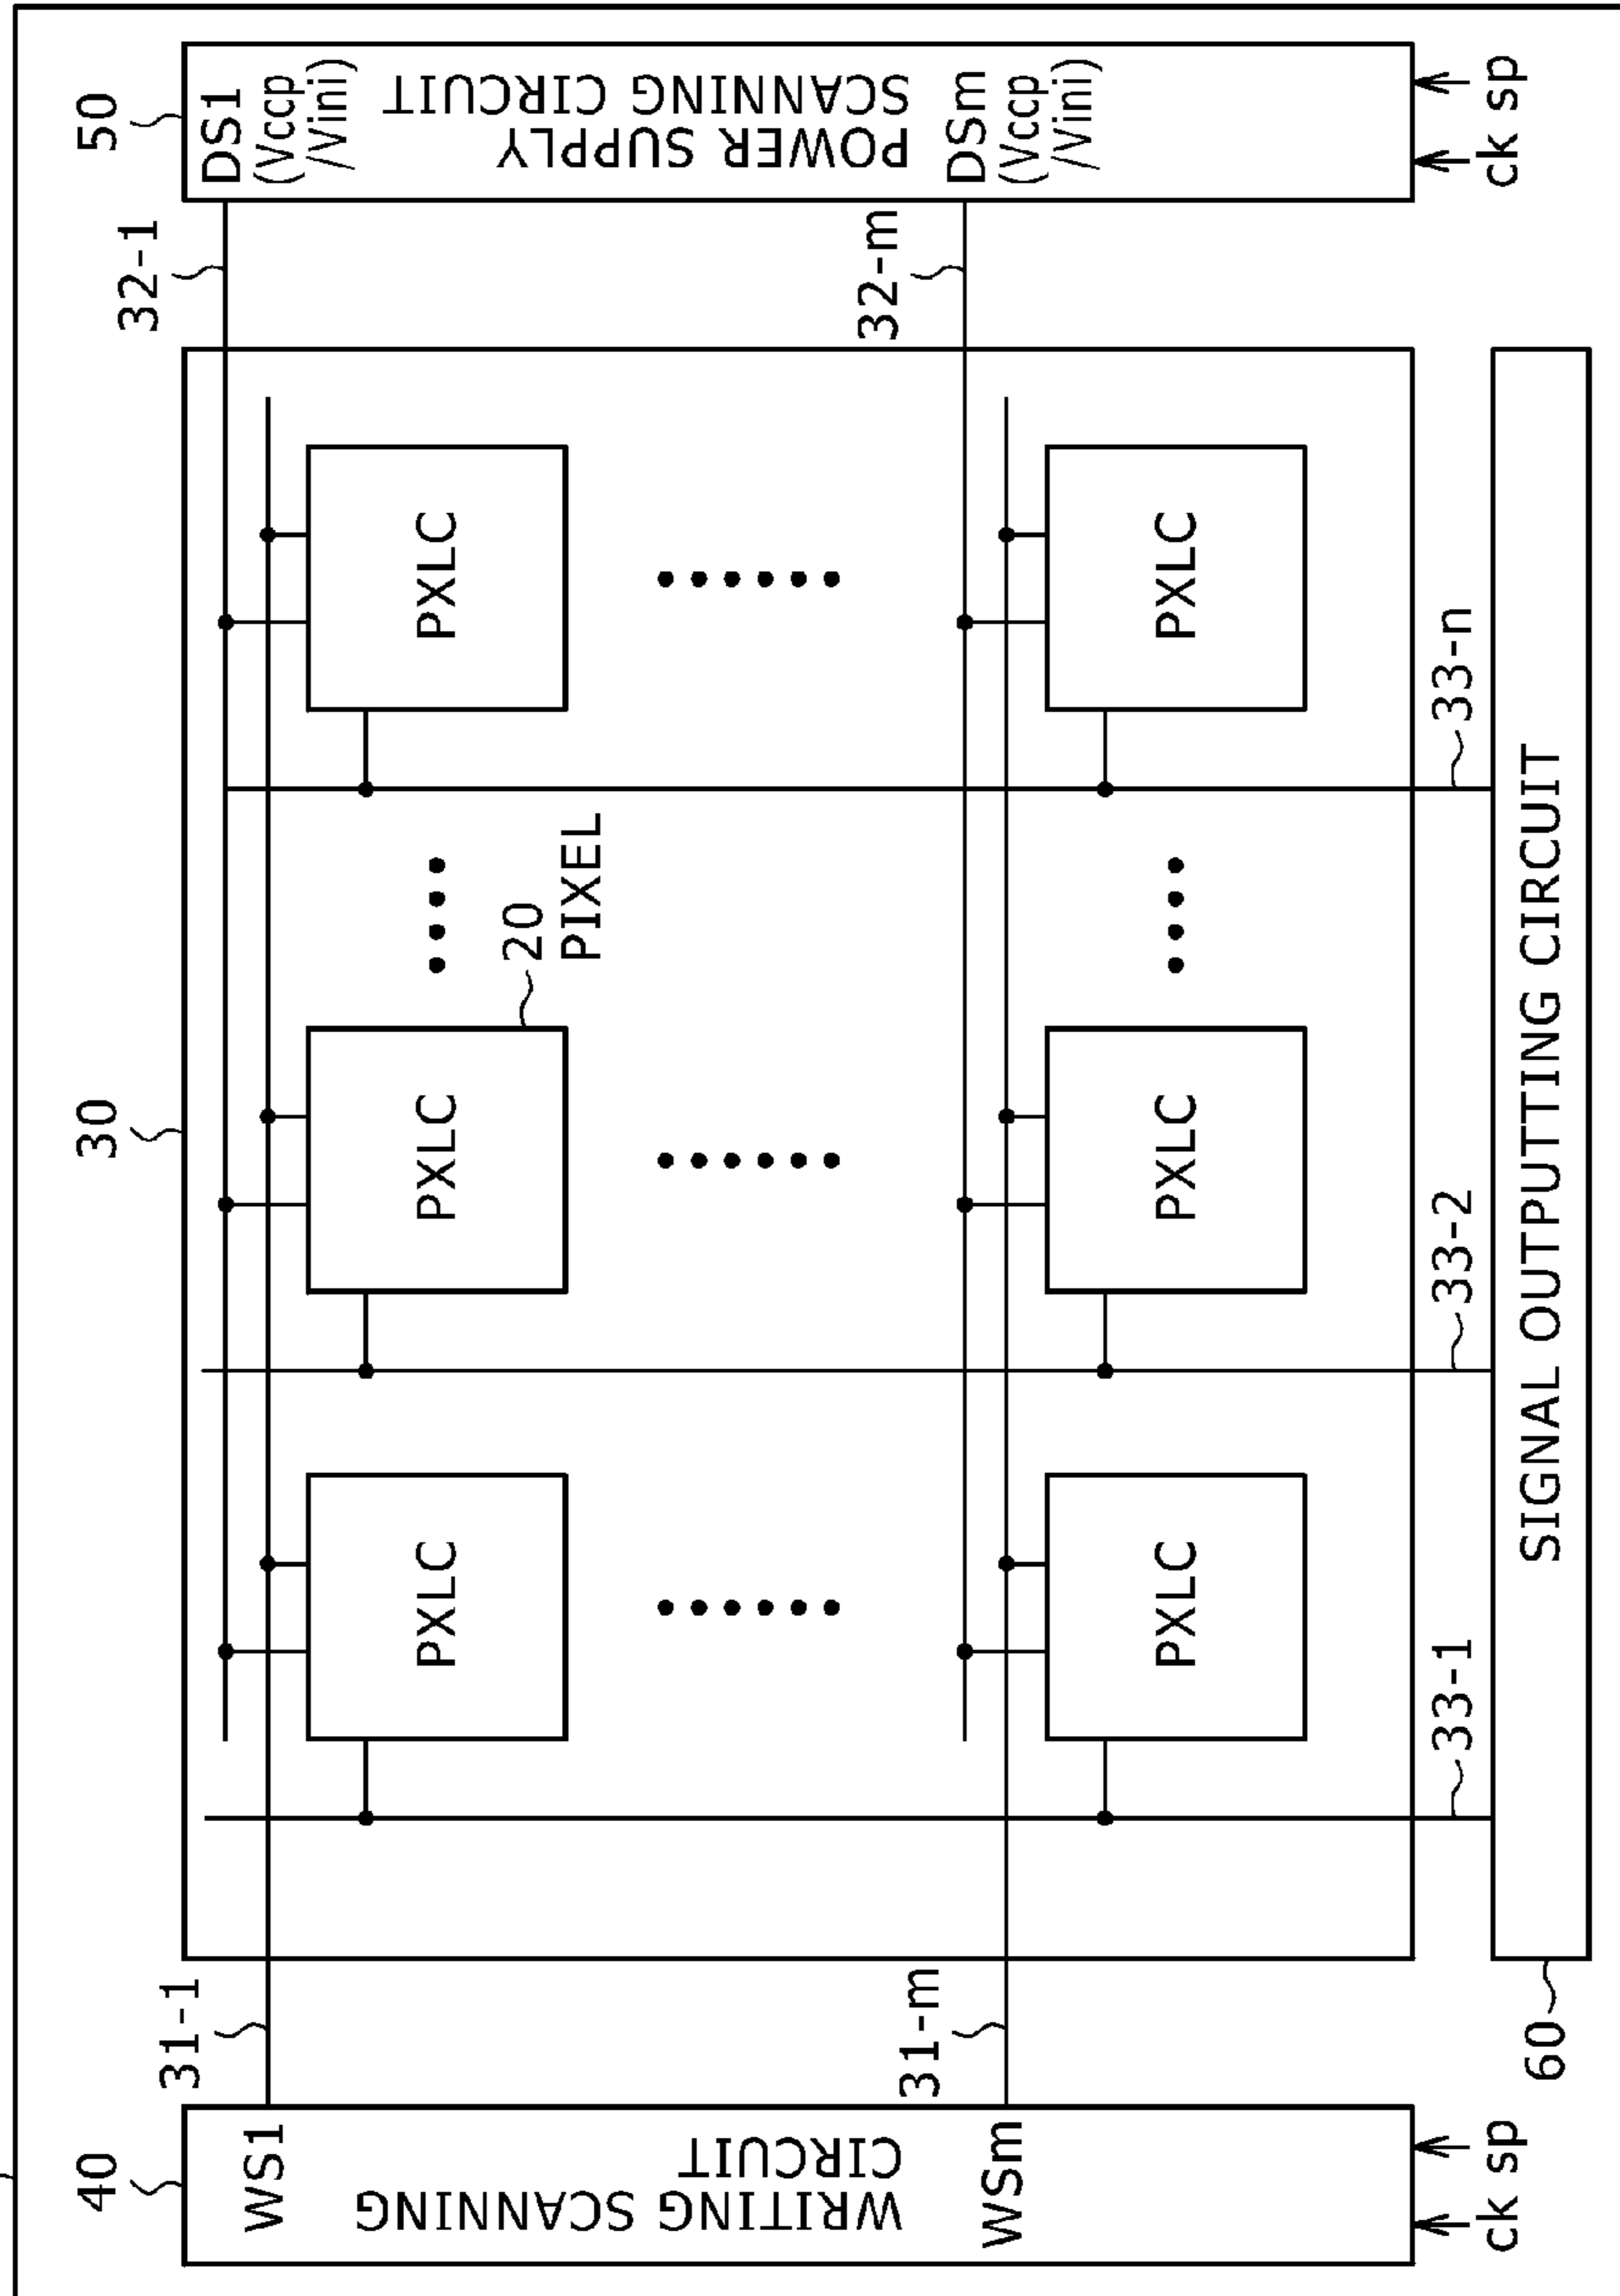 40
30
50
31-1
32-1
WS1
DS1
(Vccp
/Vini)
PXLC
PXLC
PXLC
20
PIXEL
WRITING SCANNING
CIRCUIT
POWER SUPPLY
SCANNING CIRCUIT
31-m
32-m
WSm
DSm
(Vccp
/Vini)
PXLC
PXLC
PXLC
33-1
33-2
33-n
ck sp
ck sp
60
SIGNAL OUTPUTTING CIRCUIT